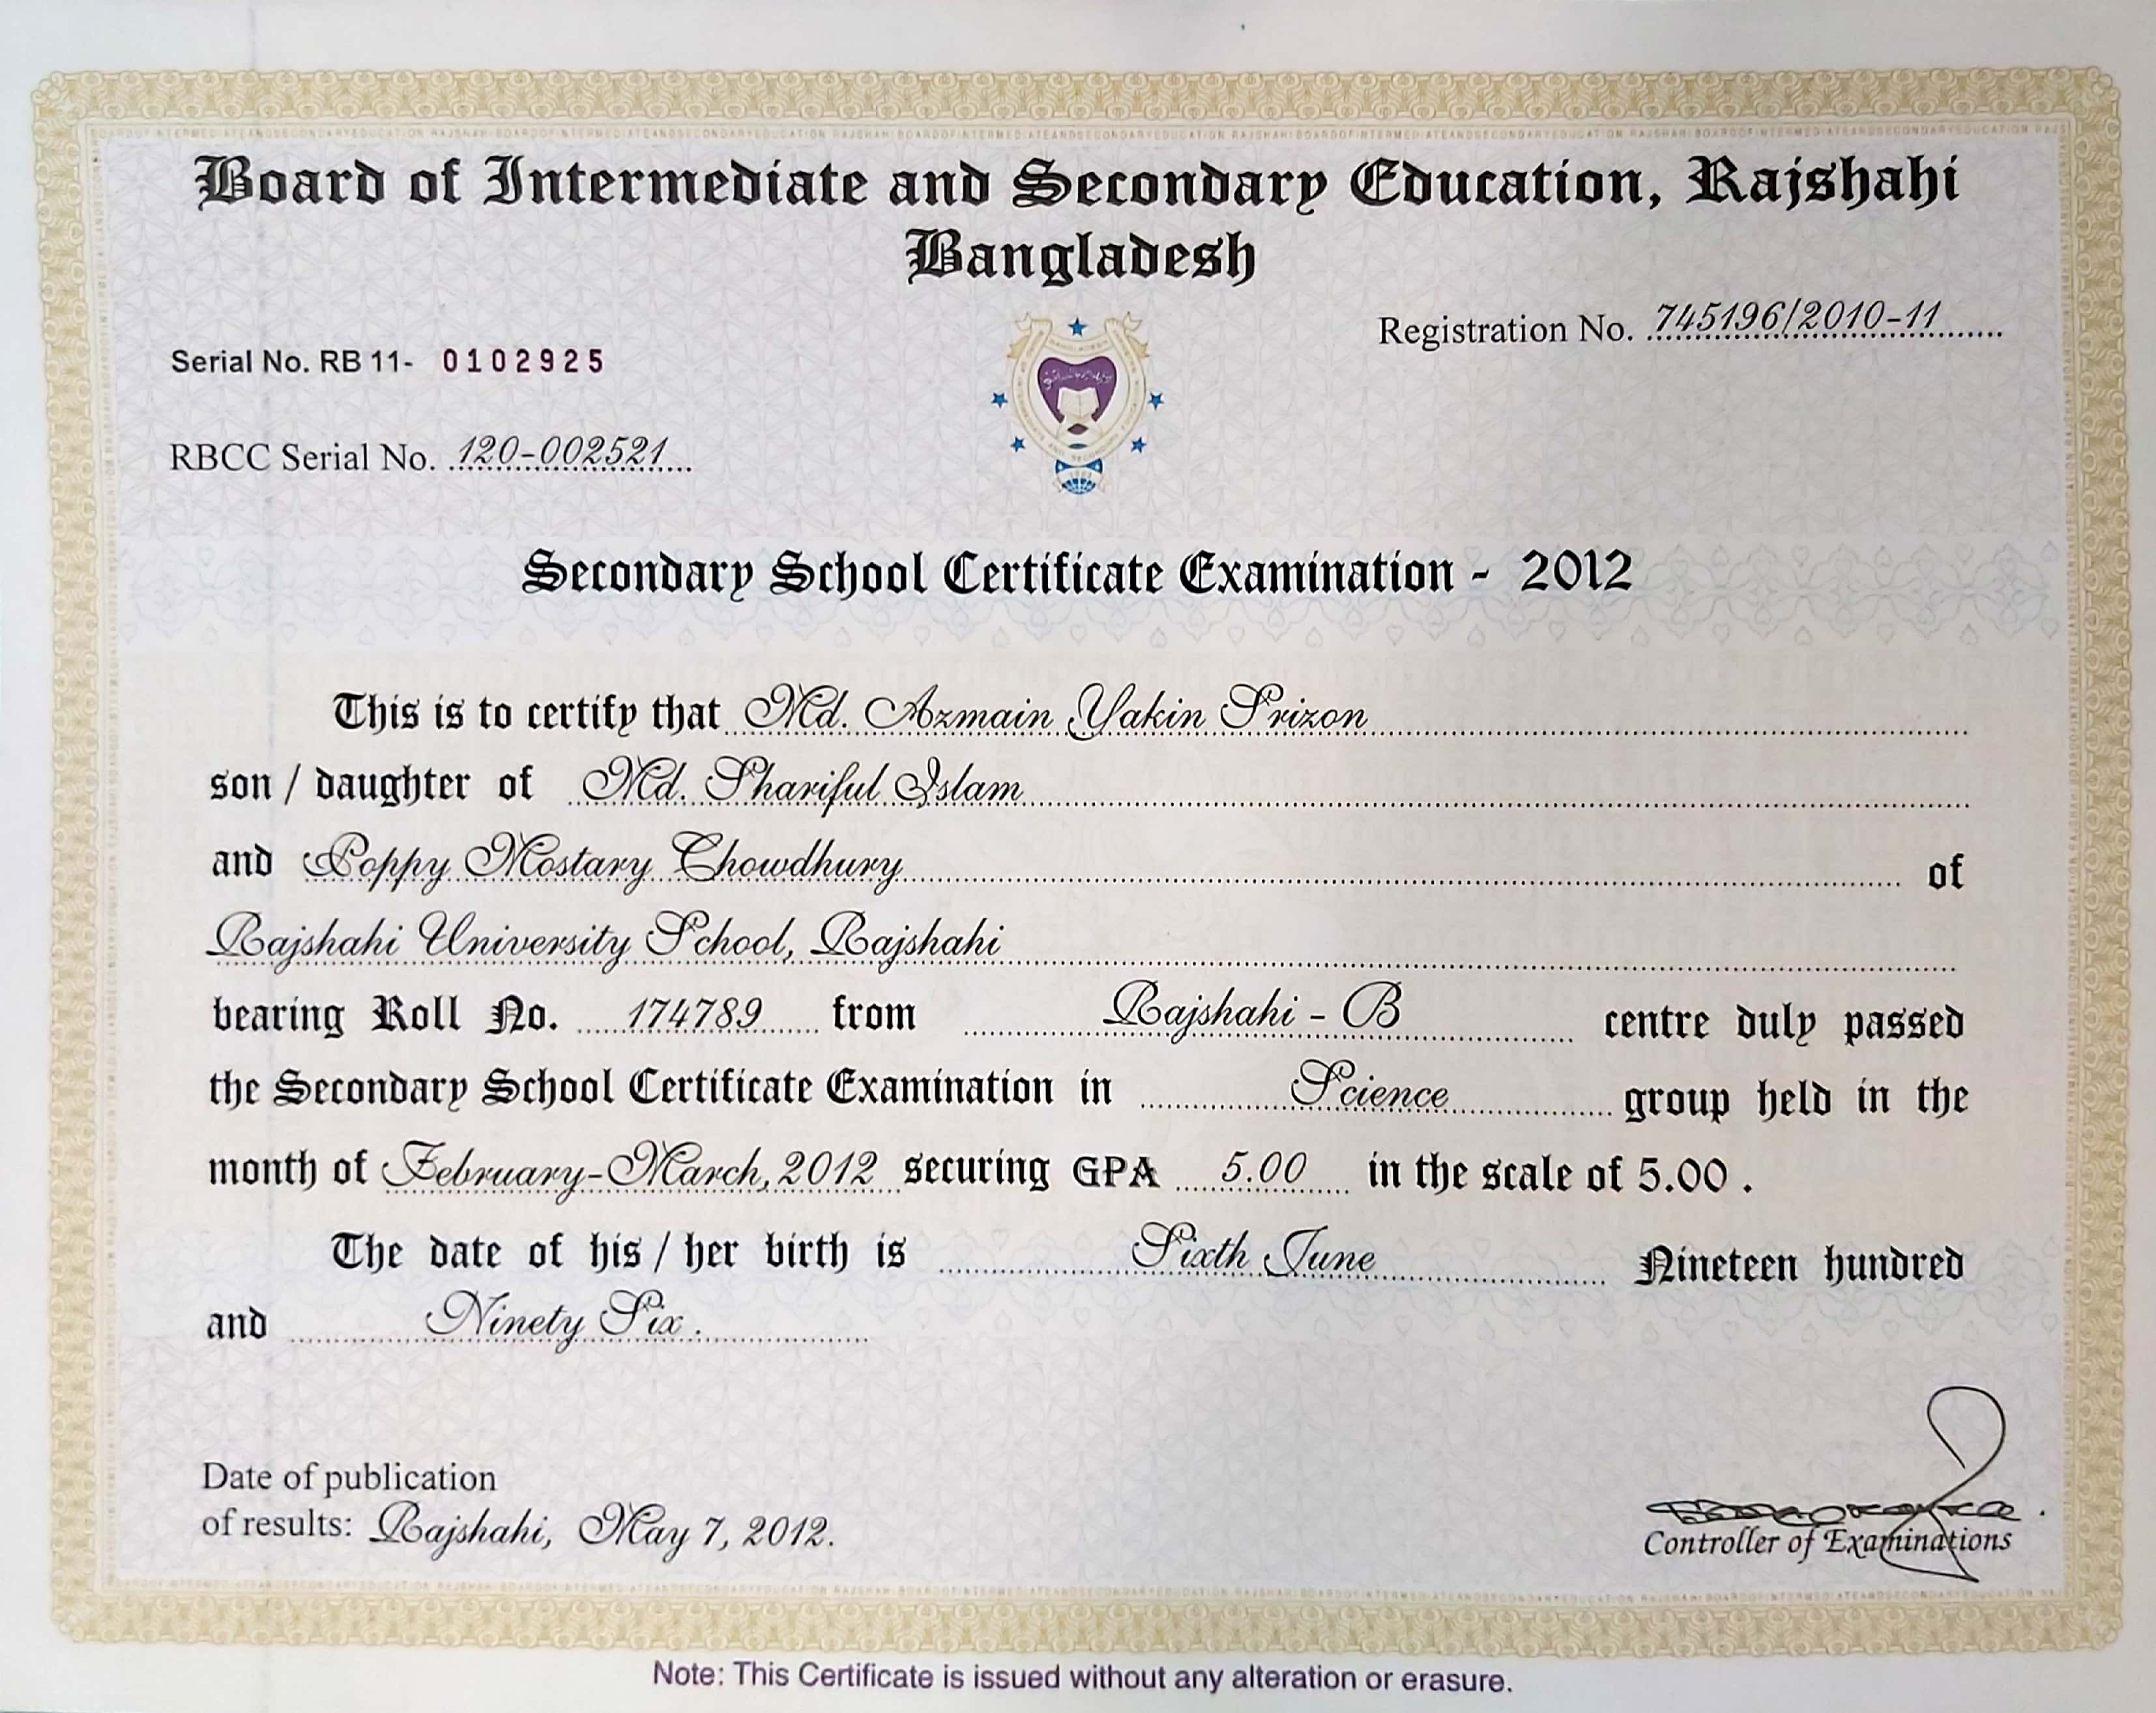 Board of Intermediate and Secondary Education, Rajshahi
Bangladesh
Registration No. 745196/2010-11
Serial No. RB 11- 0102925
RBCC Serial No. 120-002521
Secondary School Certificate Examination - 2012
This is to certify that Md. Azmain Yakin Srizon
son / daughter of Md. Shariful Islam
and Poppy Mostary Chowdhury of
Rajshahi University School, Rajshahi
bearing Roll No. 174789 from Rajshahi - B centre duly passed
the Secondary School Certificate Examination in Science group held in the
month of February-March, 2012 securing GPA 5.00 in the scale of 5.00 .
The date of his / her birth is Sixth June Nineteen hundred
and Ninety Six .
Date of publication
of results: Rajshahi, May 7, 2012.
Controller of Examinations
Note: This Certificate is issued without any alteration or erasure.